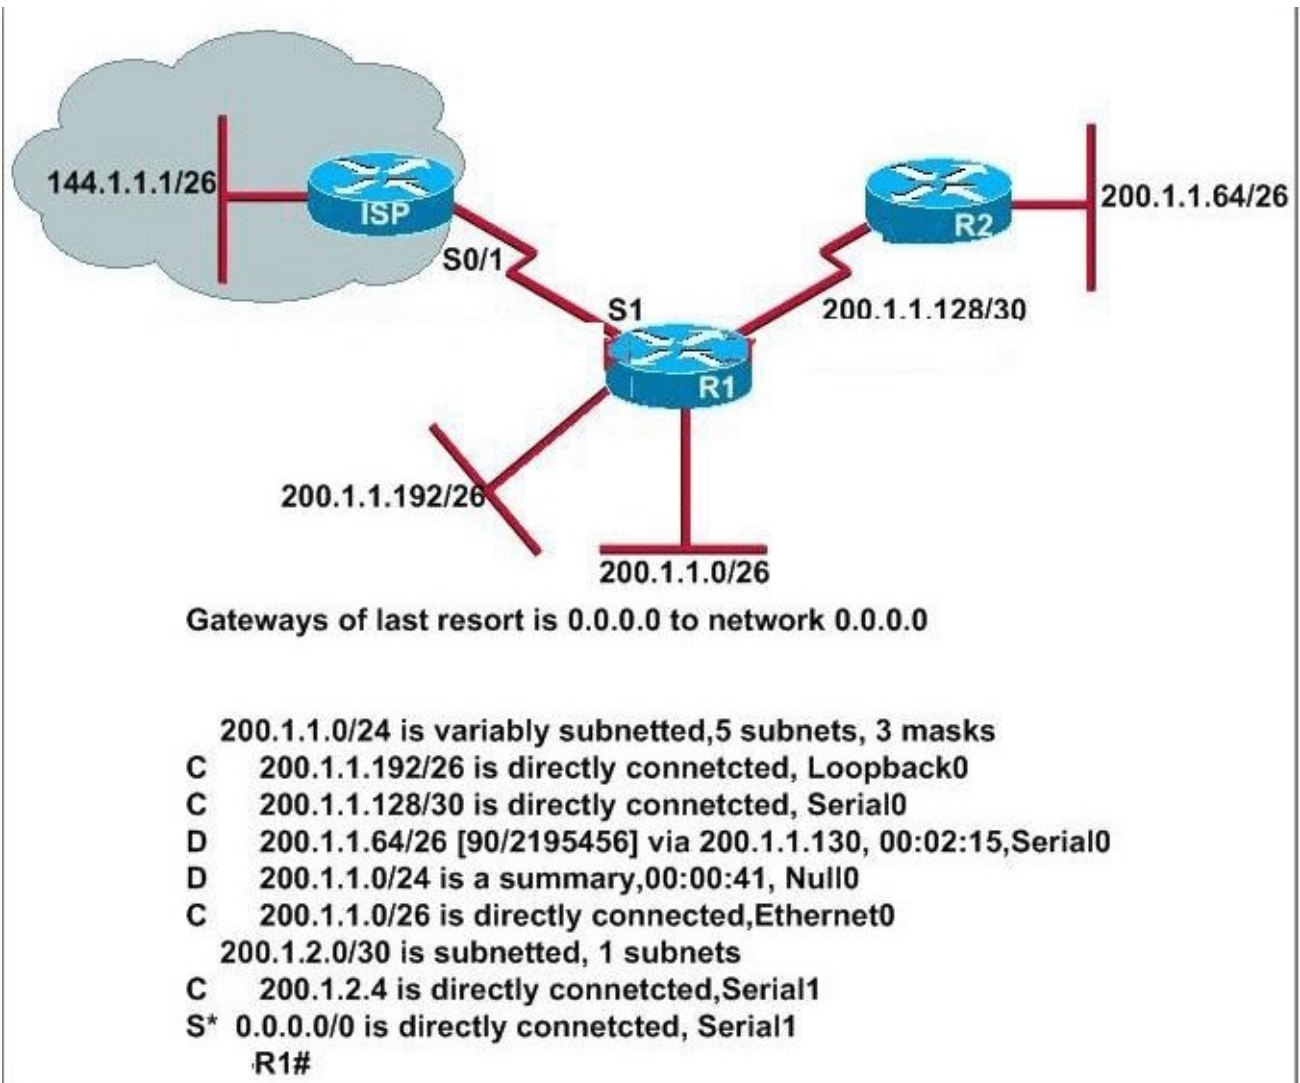 144.1.1.1/26
ISP
S0/1
R2
200.1.1.64/26
200.1.1.128/30
S1
R1
200.1.1.192/26
200.1.1.0/26
Gateways of last resort is 0.0.0.0 to network 0.0.0.0
200.1.1.0/24 is variably subnetted,5 subnets, 3 masks
C 200.1.1.192/26 is directly connetcted, Loopback0
C 200.1.1.128/30 is directly connetcted, Serial0
D 200.1.1.64/26 [90/2195456] via 200.1.1.130, 00:02:15,Serial0
D 200.1.1.0/24 is a summary,00:00:41, Null0
C 200.1.1.0/26 is directly connected,Ethernet0
200.1.2.0/30 is subnetted, 1 subnets
C 200.1.2.4 is directly connetcted,Serial1
S* 0.0.0.0/0 is directly connetcted, Serial1
R1#